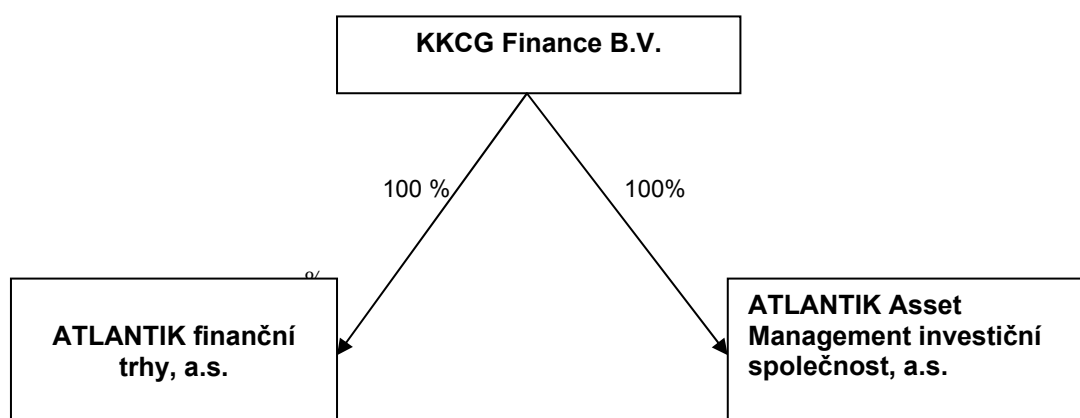 KKCG Finance B.V.
100 %
100%
%
ATLANTIK finanční
trhy, a.s.
ATLANTIK Asset
Management investiční
společnost, a.s.